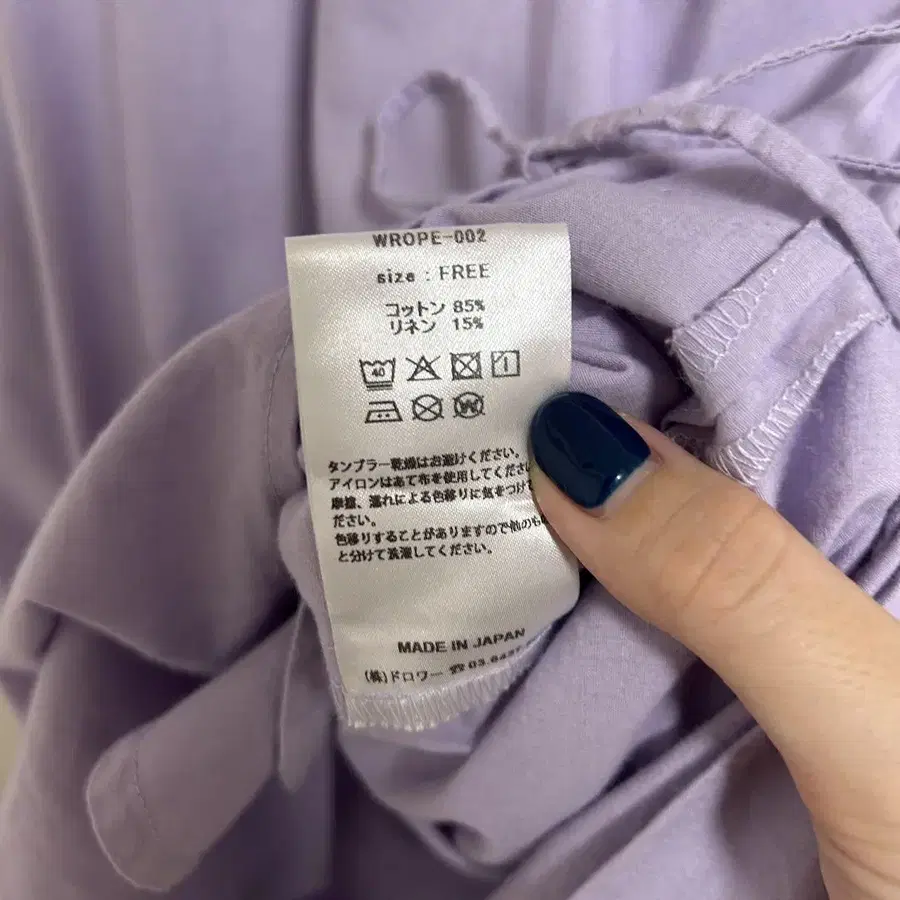 WROPE-002
size : FREE
コットン 85%
リネン 15%
40
W
タンブラー乾燥はお避けください。
アイロンはあて布を使用してくださ
摩擦、濡れによる色移りに気をつけて
ださい。
色移りすることがありますので他のもの
と分けて洗濯してください。
MADE IN JAPAN
(株)ドロワー ☎03.643